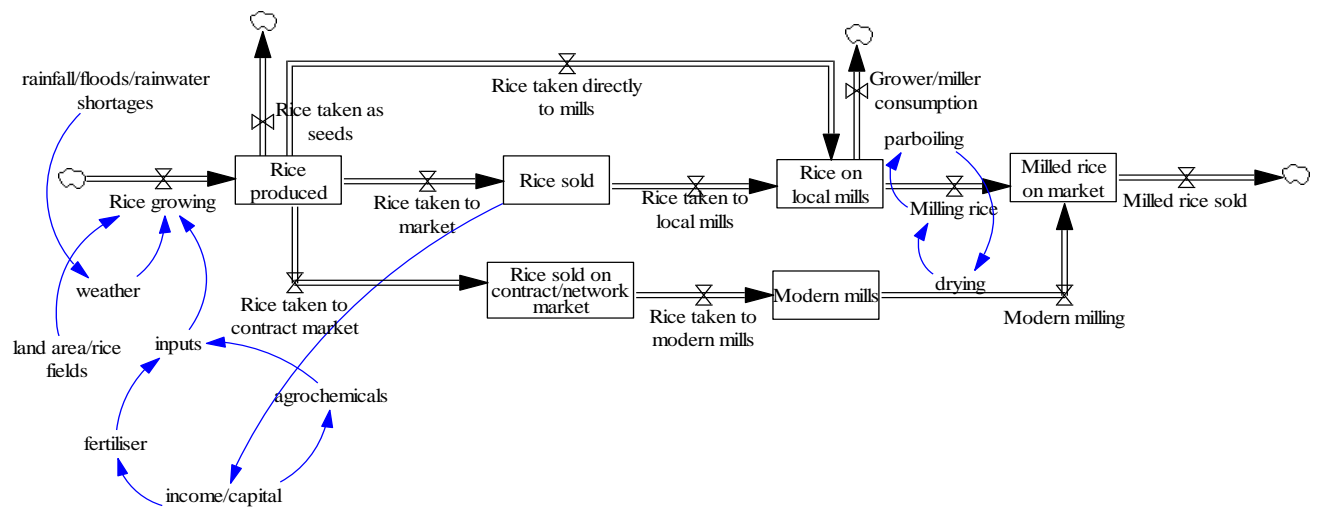 rainfall/floods/rainwater
shortages
Rice taken as
seeds
Rice taken directly
to mills
Grower/miller
consumption
parboiling
Rice
produced
Rice sold
Rice on
local mills
Milled rice
on market
Rice growing
Rice taken to
market
Rice taken to
local mills
Milling rice
Milled rice sold
weather
Rice taken to
contract market
Rice sold on
contract/network
market
Rice taken to
modern mills
Modern mills
drying
Modern milling
land area/rice
fields
inputs
agrochemicals
fertiliser
income/capital